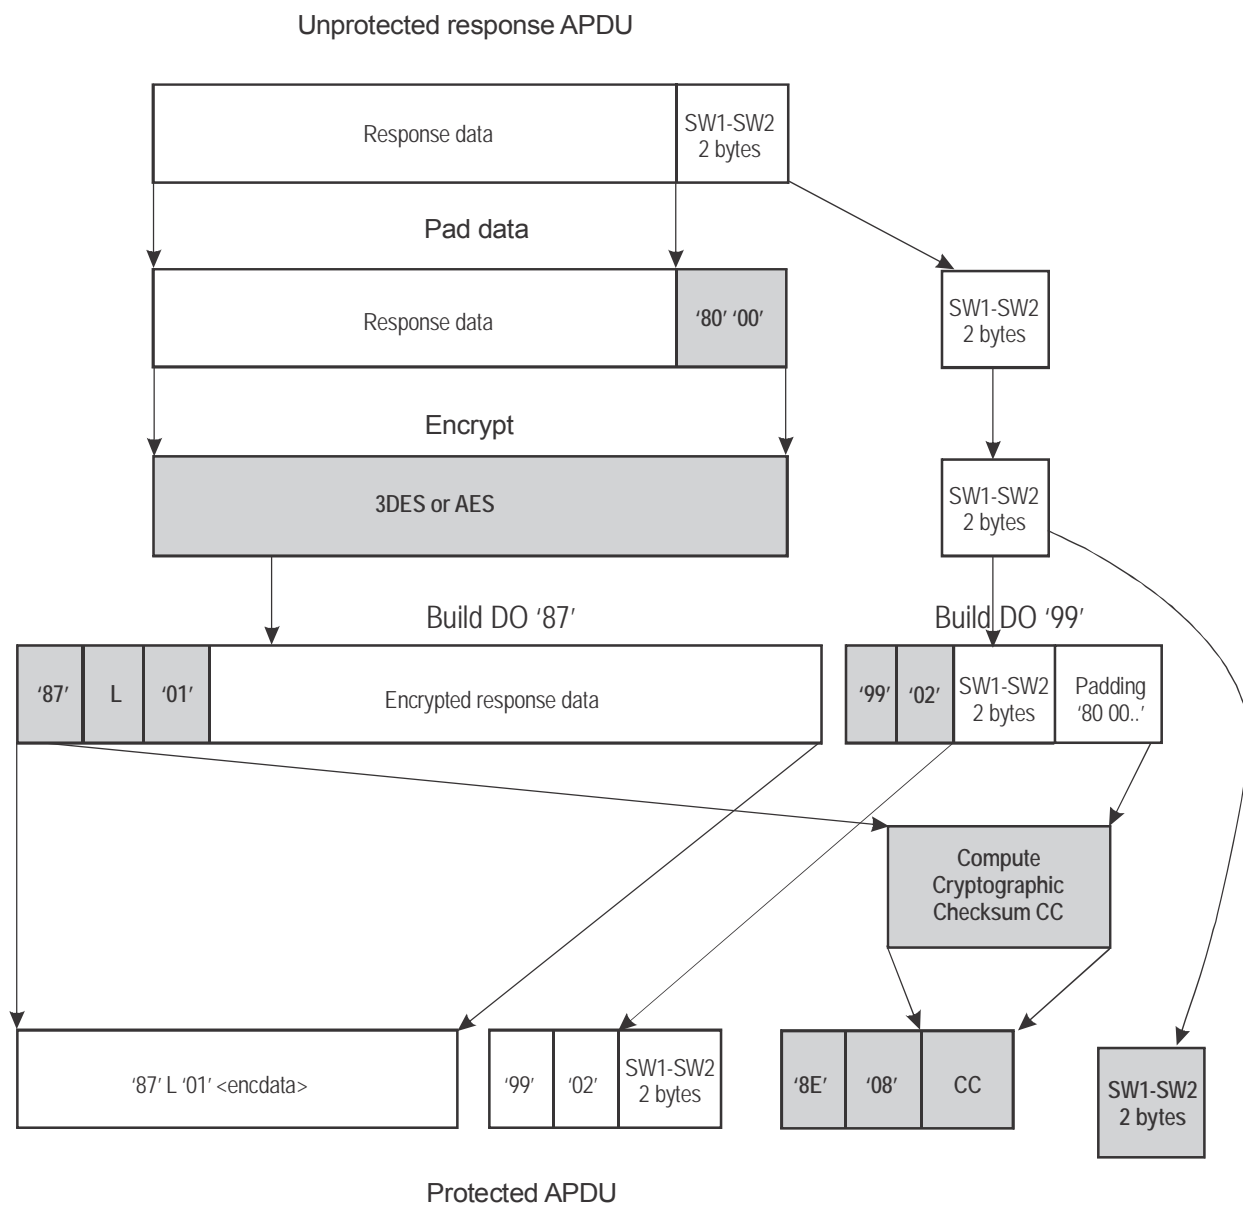 Unprotected response APDU
Response data
SW1-SW2
2 bytes
Pad data
Response data
‘80’ ‘00’
SW1-SW2
2 bytes
Encrypt
3DES or AES
SW1-SW2
2 bytes
Build DO ‘87’
Build DO ‘99’
‘87’
L
‘01’
Encrypted response data
‘99’
‘02’
SW1-SW2
2 bytes
Padding
‘80 00..’
Compute
Cryptographic
Checksum CC
‘87’ L ‘01’ <encdata>
‘99’
‘02’
SW1-SW2
2 bytes
‘8E’
‘08’
CC
SW1-SW2
2 bytes
Protected APDU